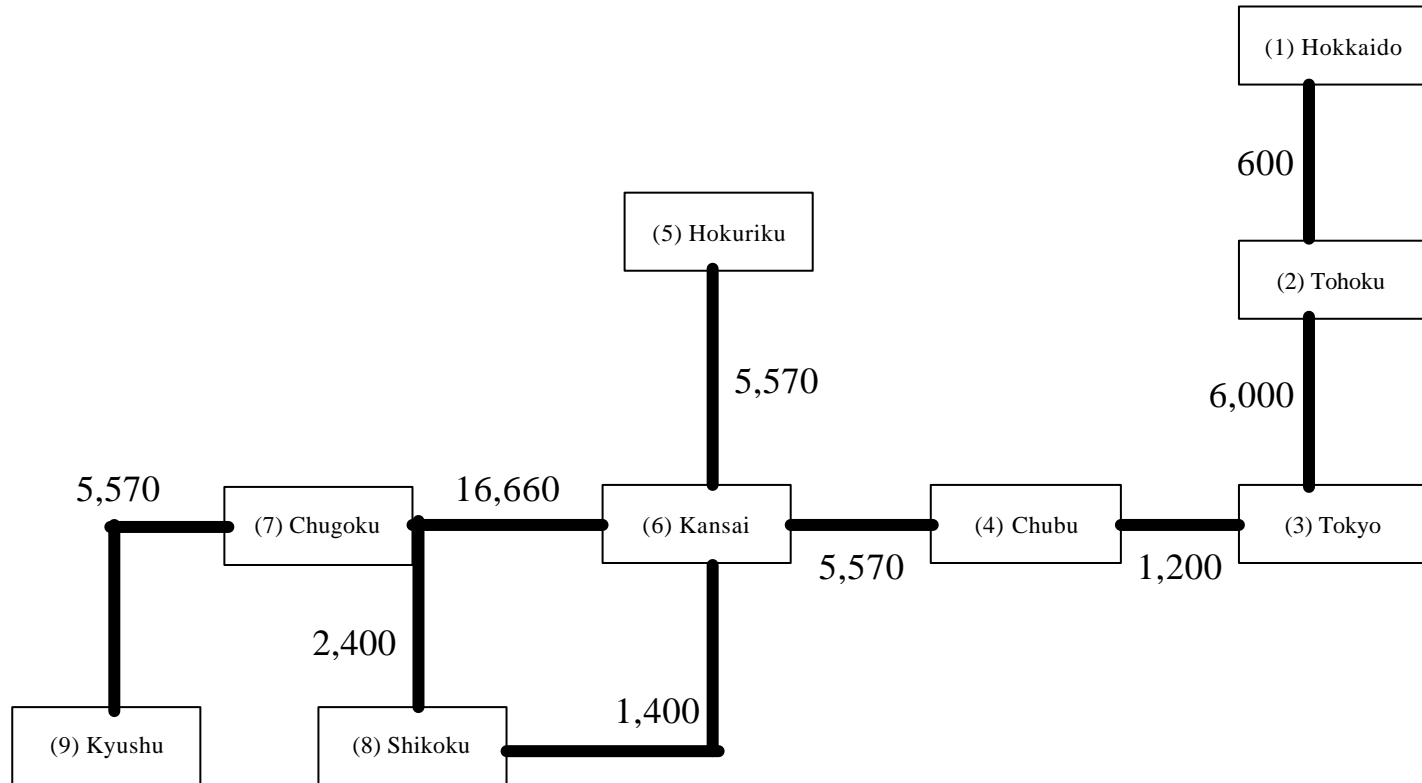 (1) Hokkaido
600
(5) Hokuriku
(2) Tohoku
5,570
6,000
5,570
16,660
(7) Chugoku
(6) Kansai
(4) Chubu
(3) Tokyo
5,570
1,200
2,400
1,400
(9) Kyushu
(8) Shikoku